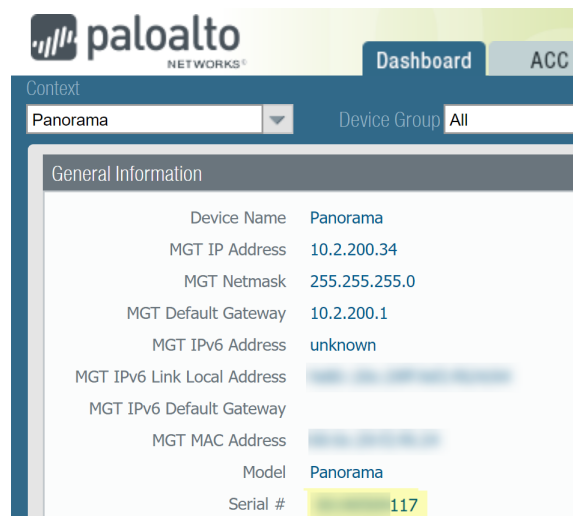 paloalto
NETWORKS®
Dashboard ACC
Context
Panorama Device Group All
General Information
Device Name Panorama
MGT IP Address 10.2.200.34
MGT Netmask 255.255.255.0
MGT Default Gateway 10.2.200.1
MGT IPv6 Address unknown
MGT IPv6 Link Local Address
MGT IPv6 Default Gateway
MGT MAC Address
Model Panorama
Serial # 117